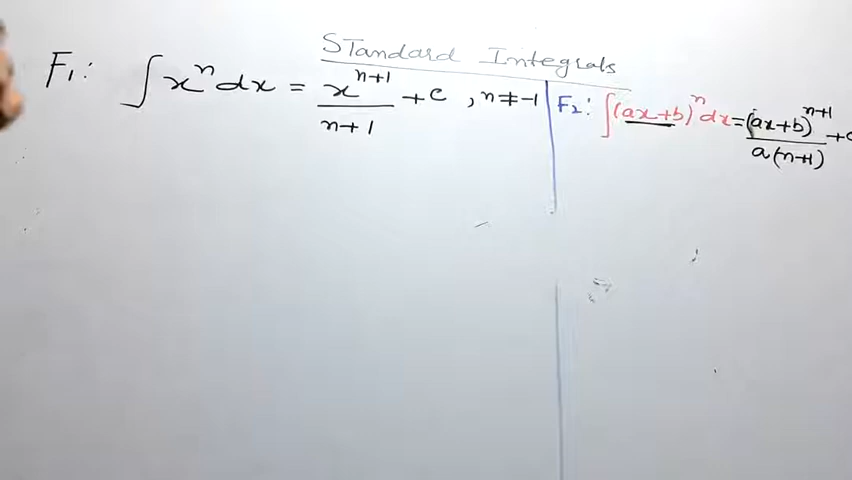 STandard Integrals
F₁: ∫xⁿdx = xⁿ⁺¹/n+1 + c , n≠-1
F₂: ∫(ax+b)ⁿdx=(ax+b)ⁿ⁺¹/a(n+1) +c